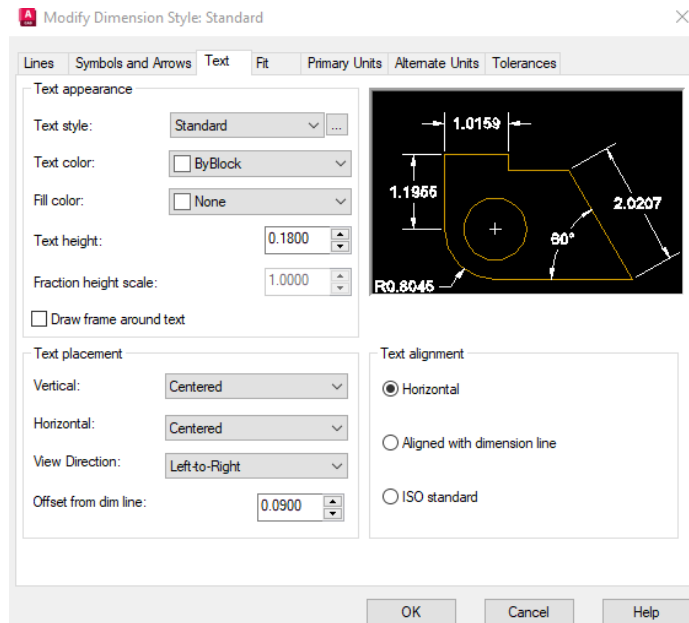 A CAD
Modify Dimension Style: Standard
Lines Symbols and Arrows Text Fit Primary Units Alternate Units Tolerances
Text appearance
Text style: Standard ...
Text color: ByBlock
Fill color: None
Text height: 0.1800
Fraction height scale: 1.0000
Draw frame around text
1.0159
1.1955
2.0207
60°
R0.8045
Text placement
Vertical: Centered
Horizontal: Centered
View Direction: Left-to-Right
Offset from dim line: 0.0900
Text alignment
Horizontal
Aligned with dimension line
ISO standard
OK Cancel Help